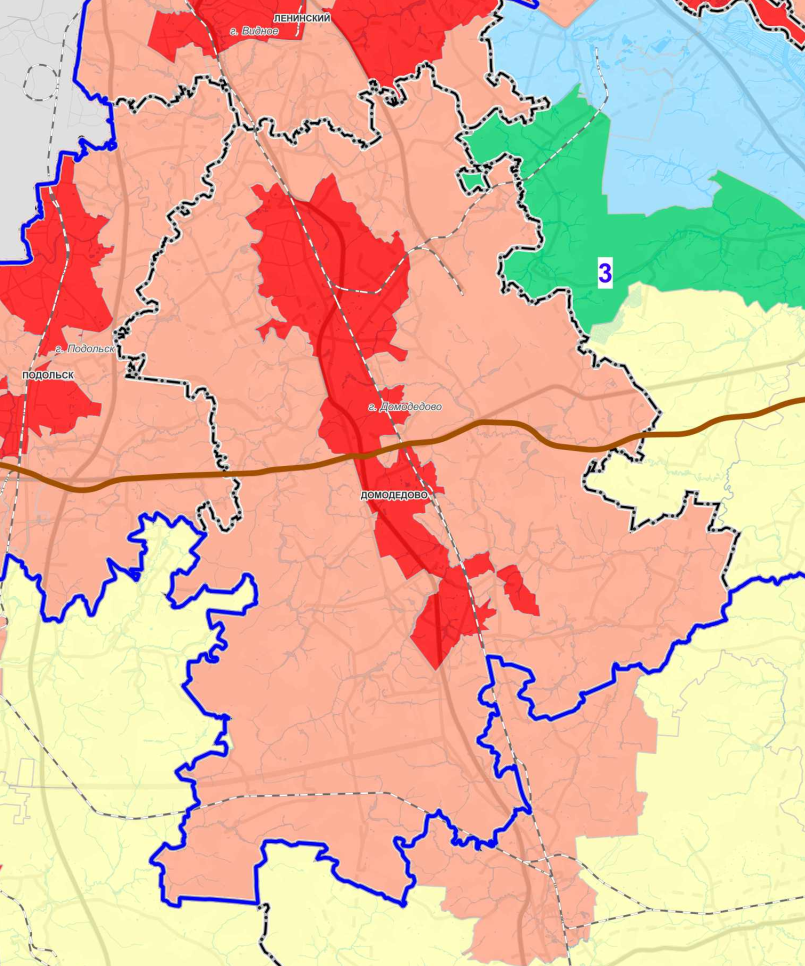 ЛЕНИНСКИЙ
г. Видное
3
г. Подольск
ПОДОЛЬСК
г. Домодедово
ДОМОДЕДОВО